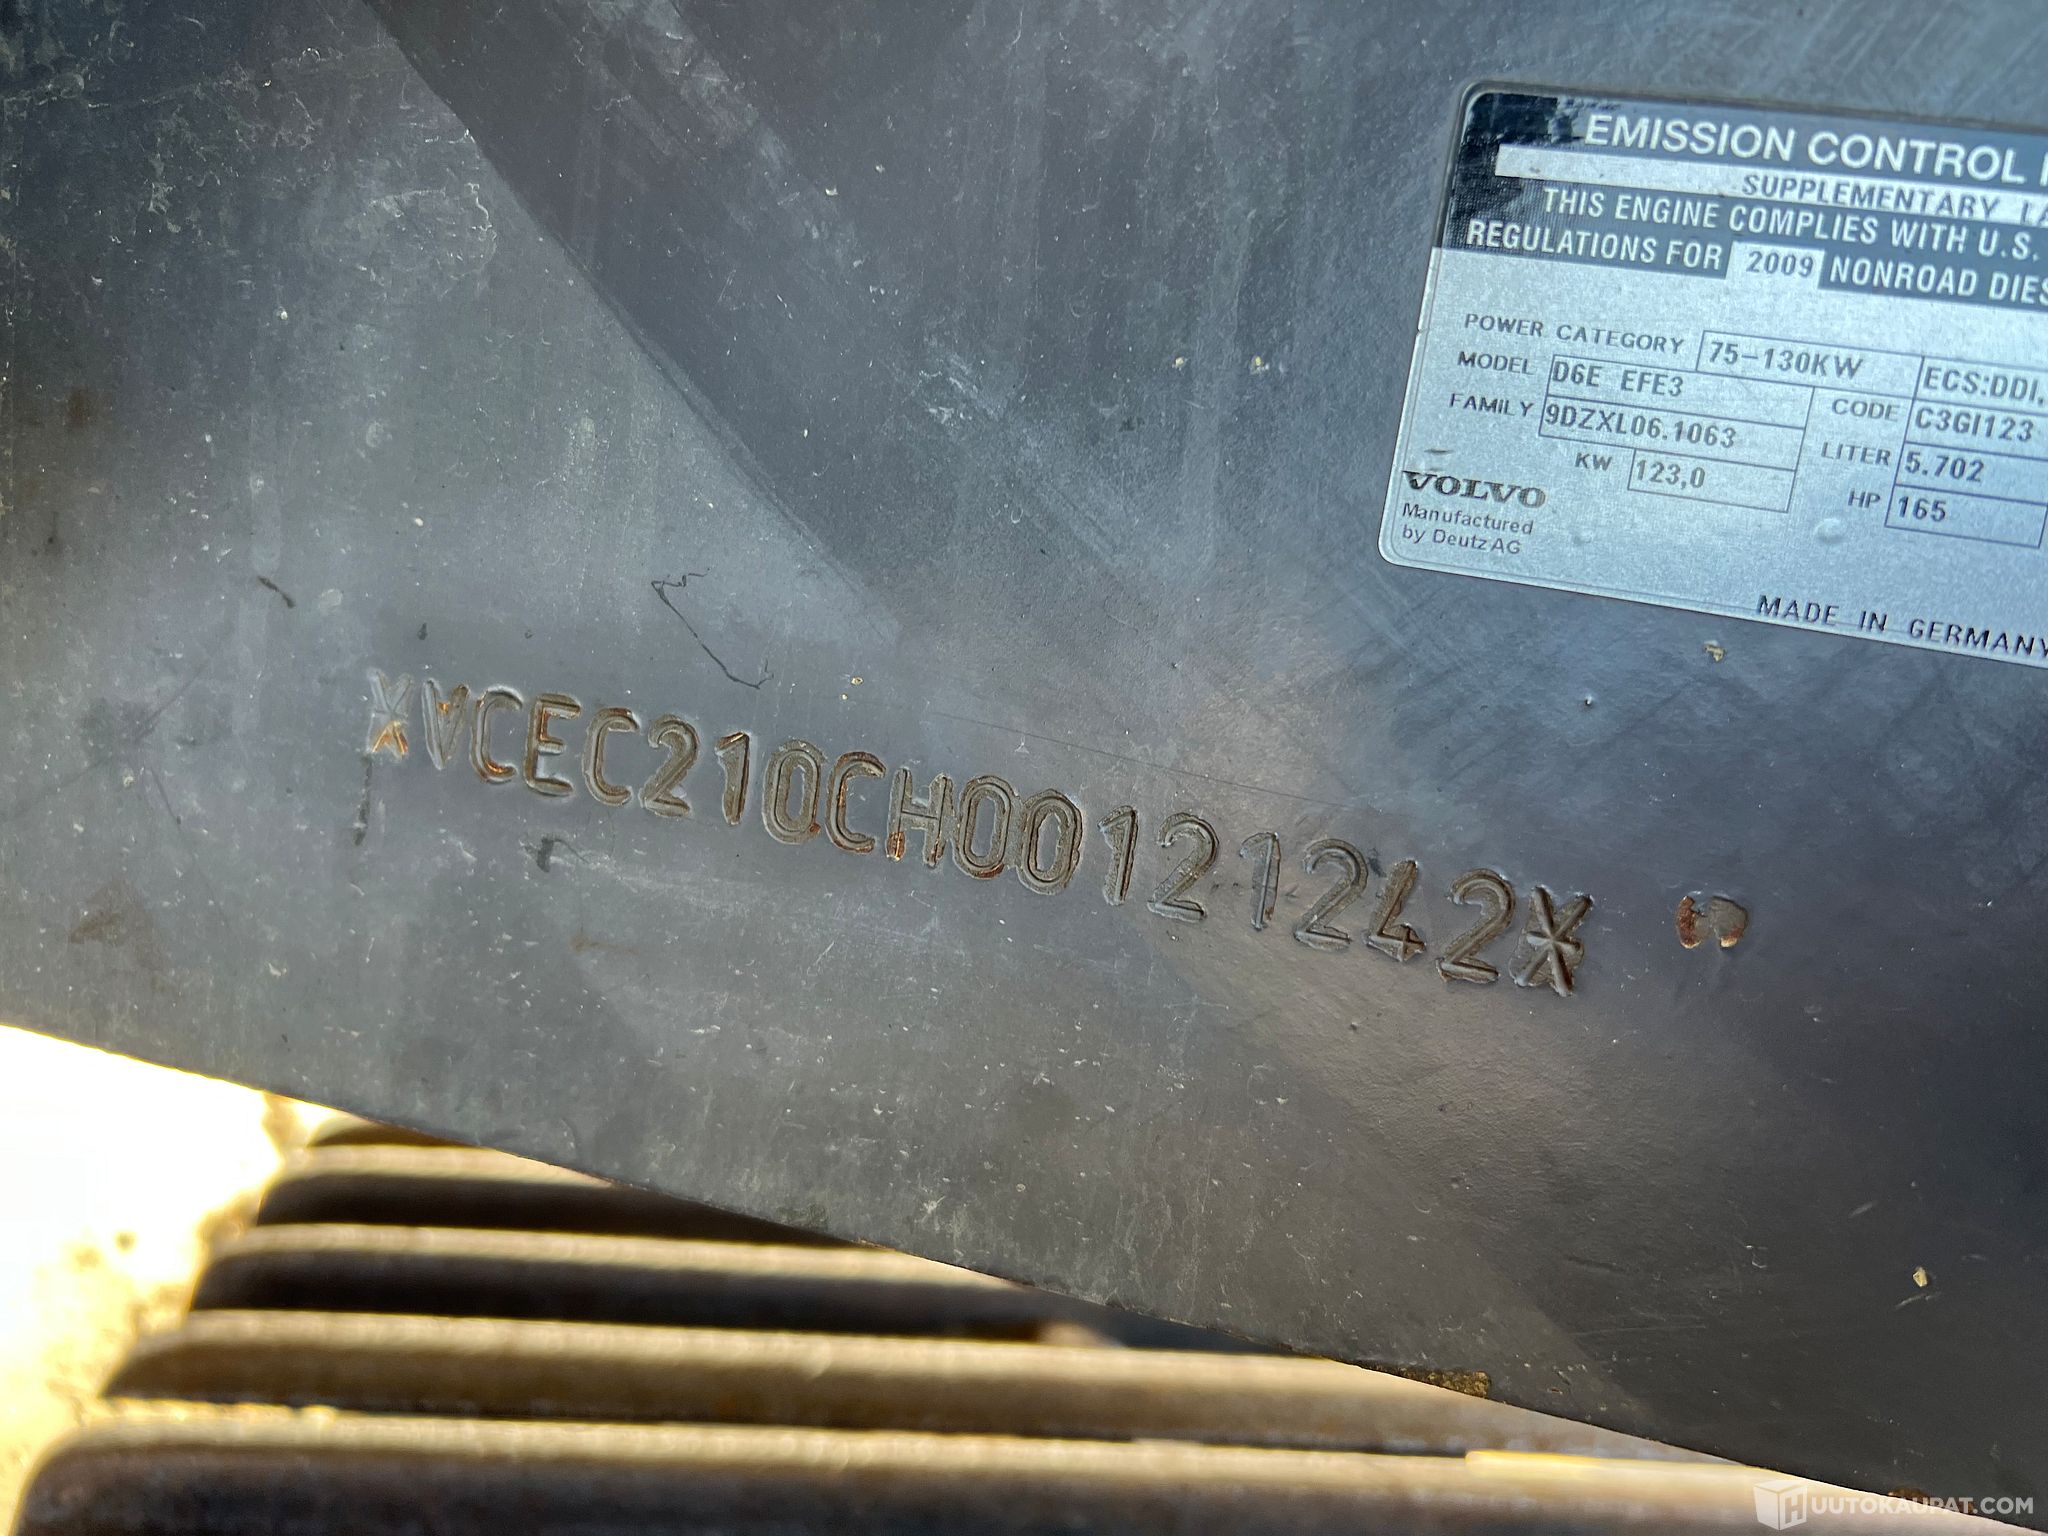 EMISSION CONTROL
SUPPLEMENTARY
THIS ENGINE COMPLIES WITH U.S.
REGULATIONS FOR 2009 NONROAD
POWER CATEGORY 75-130KW ECS:DDI,
MODEL D6E EFE3 CODE C3GI123
FAMILY 9DZXL06.1063 LITER 5.702
KW 123,0 HP 165
VOLVO
Manufactured
by Deutz AG
MADE IN GERMANY
*VCEC210CH00121242*
HUUTOKAUPAT.COM